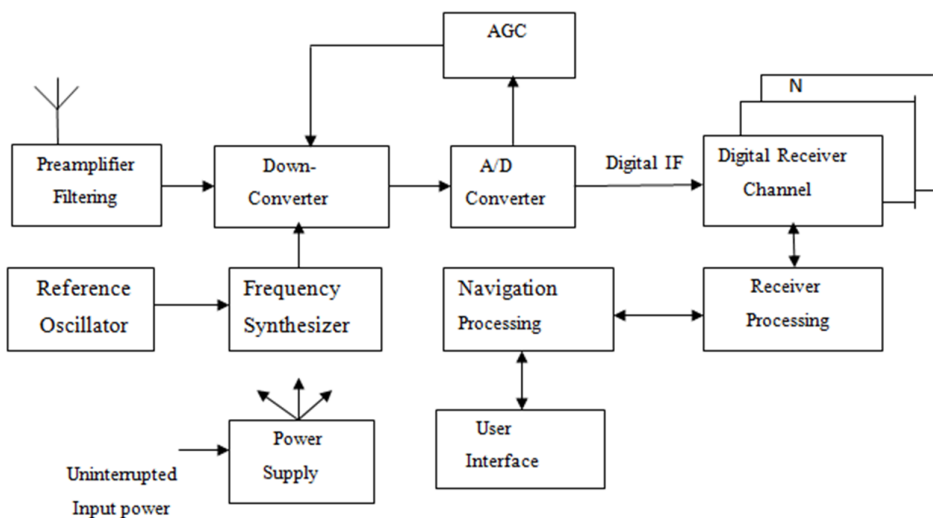 AGC
N
Preamplifier
Filtering
Down-
Converter
A/D
Converter
Digital IF
Digital Receiver
Channel
Reference
Oscillator
Frequency
Synthesizer
Navigation
Processing
Receiver
Processing
Power
Supply
User
Interface
Uninterrupted
Input power